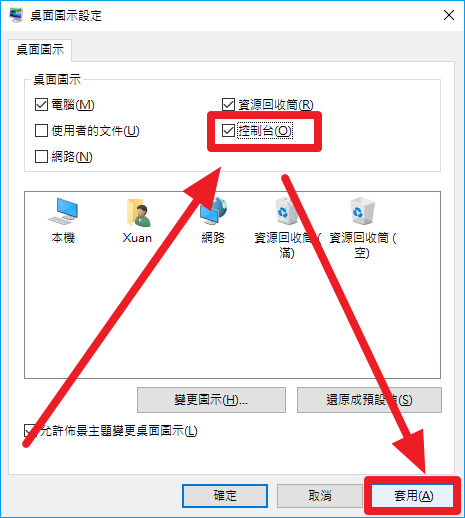 桌面圖示設定
桌面圖示
桌面圖示
電腦(M)
資源回收筒(R)
使用者的文件(U)
控制台(O)
網路(N)
本機
Xuan
網路
資源回收筒 (
滿)
資源回收筒 (
空)
變更圖示(H)...
還原成預設值(S)
允許佈景主題變更桌面圖示(L)
確定
取消
套用(A)